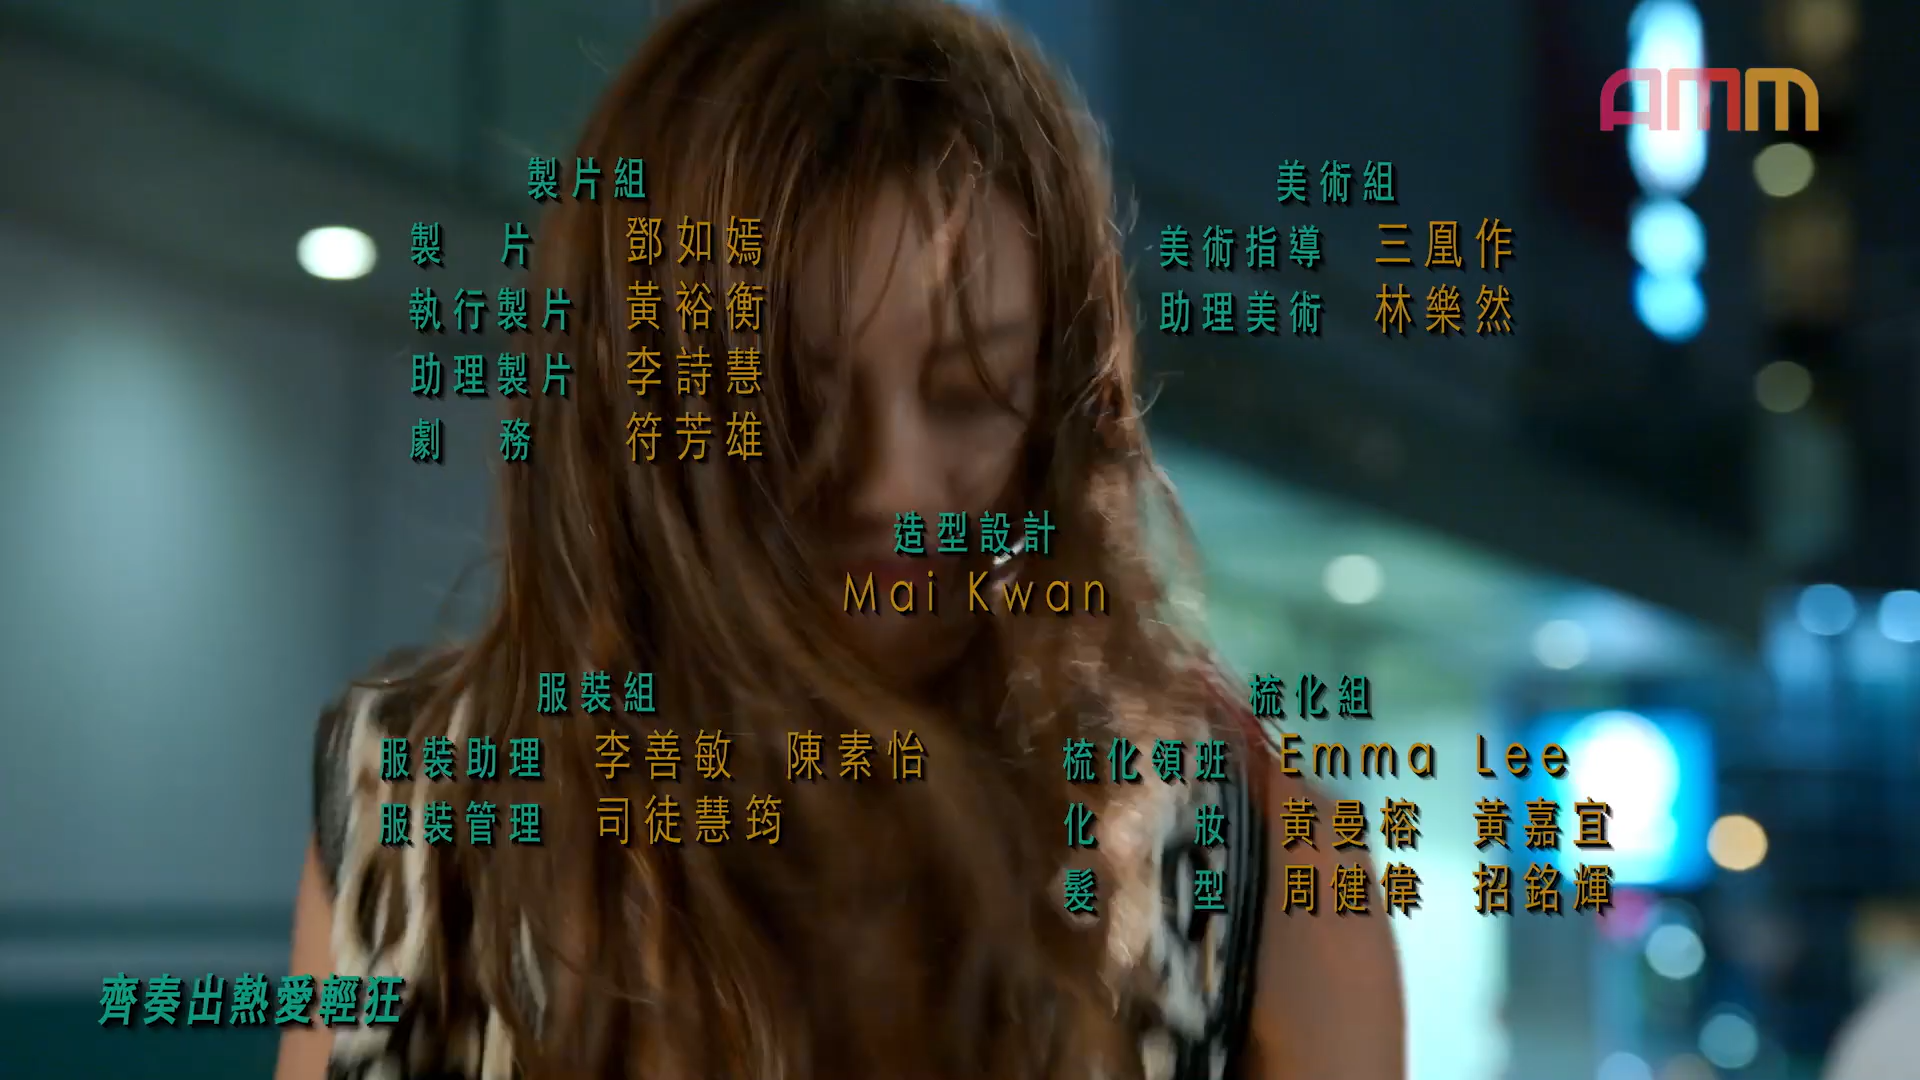 AMM
製片組
製片 鄧如嫣
執行製片 黃裕衡
助理製片 李詩慧
劇務 符芳雄
美術組
美術指導 三凰作
助理美術 林樂然
造型設計
Mai Kwan
服裝組
服裝助理 李善敏 陳素怡
服裝管理 司徒慧筠
梳化組
梳化領班 Emma Lee
化妝 黃曼榕 黃嘉宜
髮型 周健偉 招銘輝
齊奏出熱愛輕狂